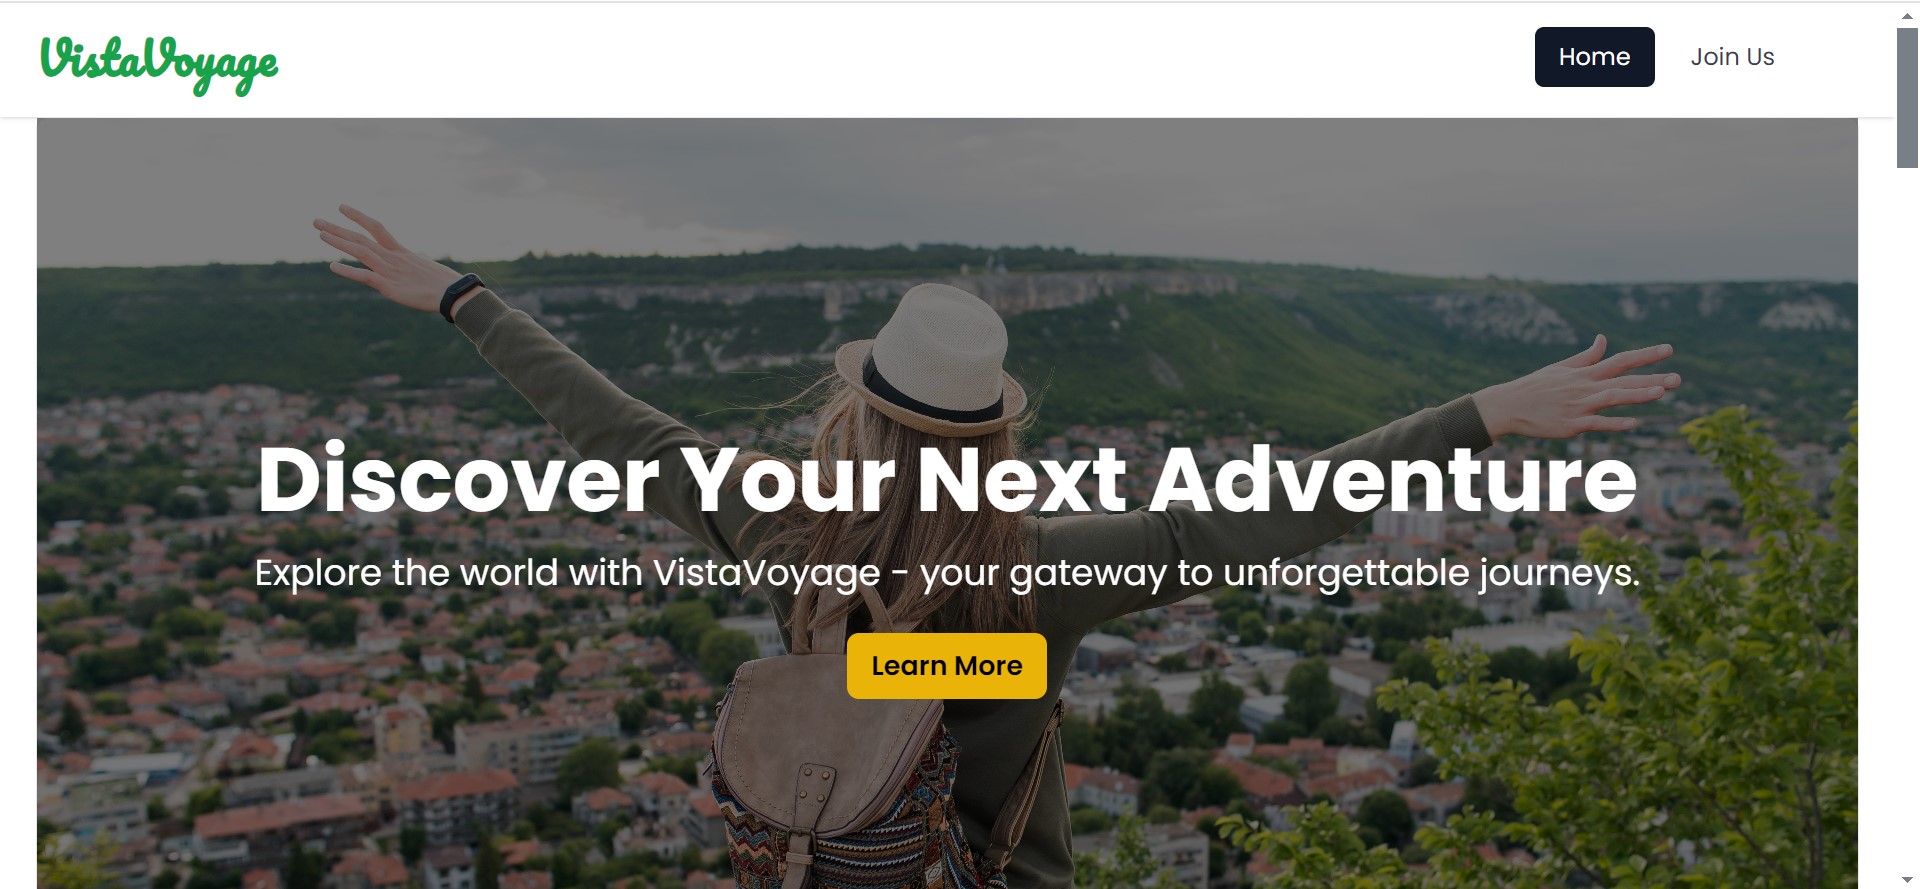 VistaVoyage
Home
Join Us
Discover Your Next Adventure
Explore the world with VistaVoyage - your gateway to unforgettable journeys.
Learn More